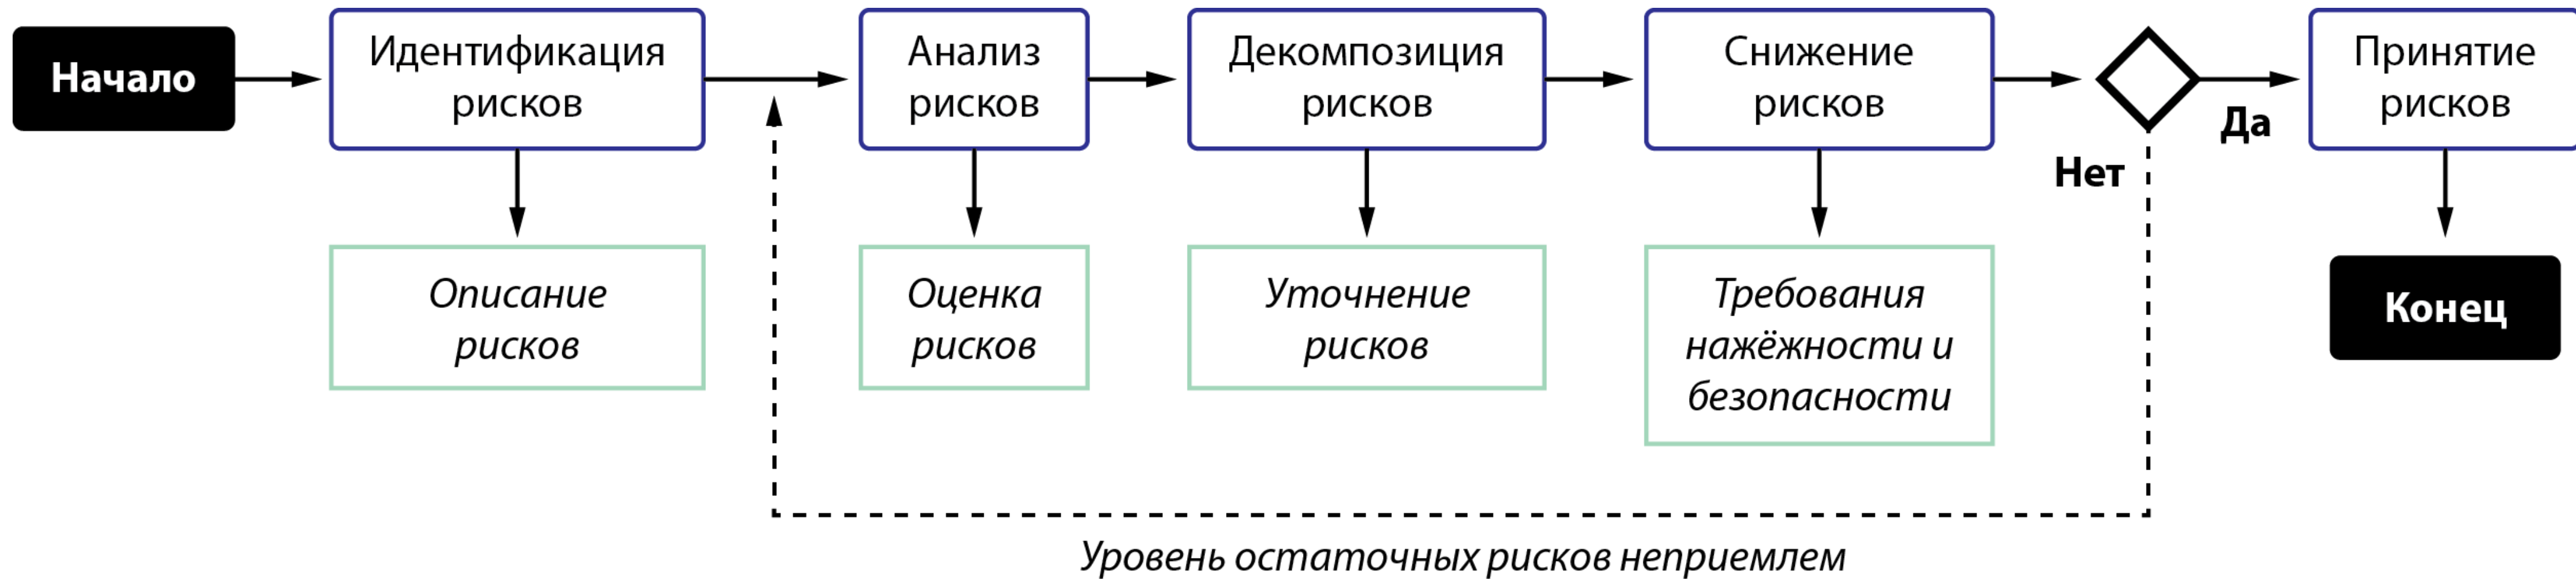 Начало
Идентификация
рисков
Анализ
рисков
Декомпозиция
рисков
Снижение
рисков
Да
Нет
Принятие
рисков
Описание
рисков
Оценка
рисков
Уточнение
рисков
Требования
нажёжности и
безопасности
Конец
Уровень остаточных рисков неприемлем